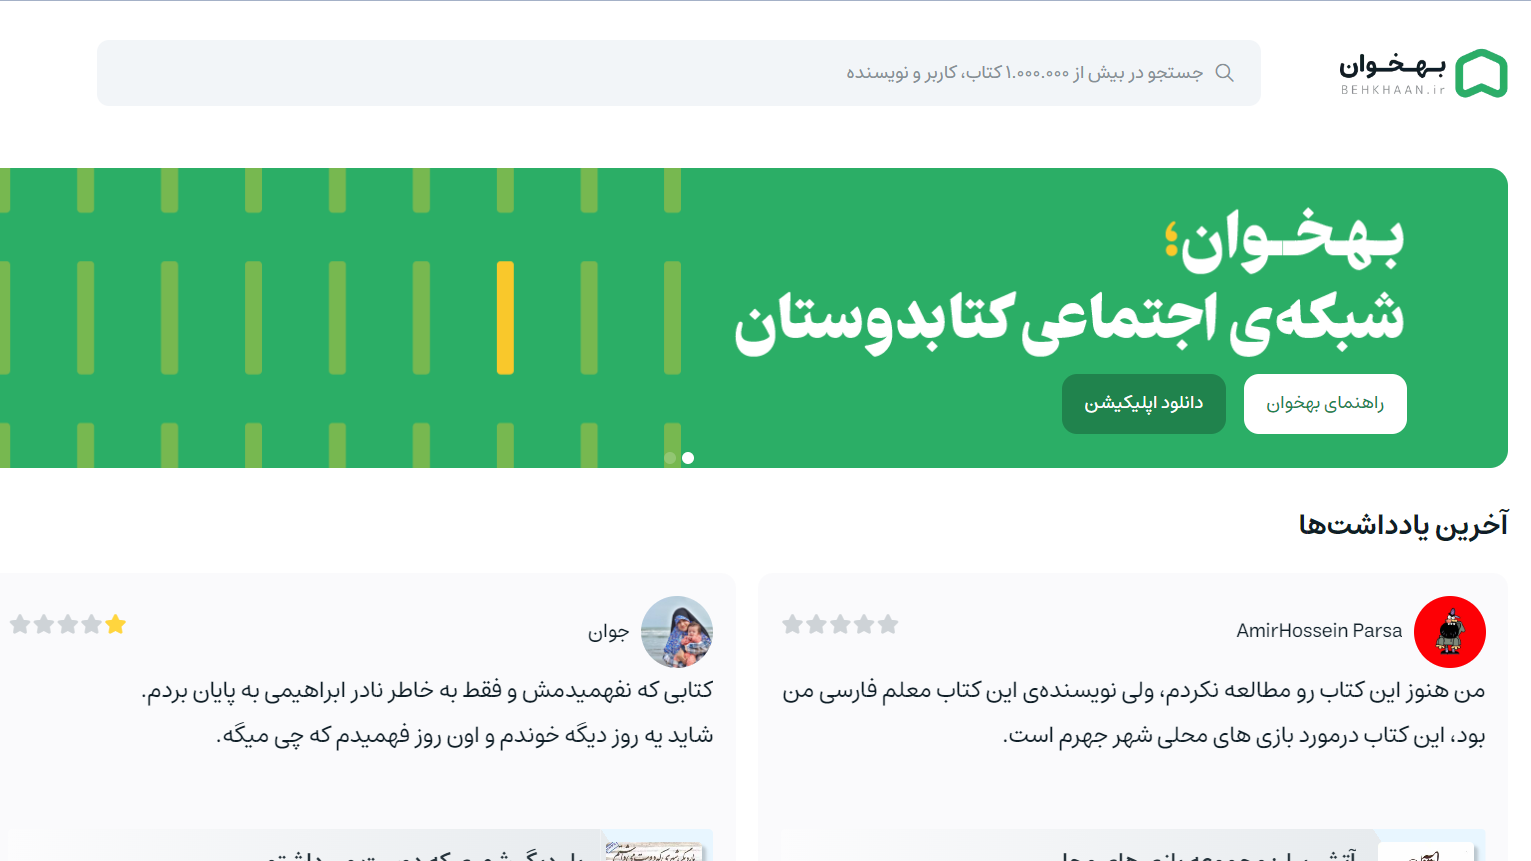 بهخوان
BEHKHAAN.ir
جستجو در بیش از ۱.۰۰۰.۰۰۰ کتاب، کاربر و نویسنده
بهخوان؛
شبکه‌ی اجتماعی کتابدوستان
راهنمای بهخوان
دانلود اپلیکیشن
آخرین یادداشت‌ها
AmirHossein Parsa
من هنوز این کتاب رو مطالعه نکردم، ولی نویسنده‌ی این کتاب معلم فارسی من
بود، این کتاب درمورد بازی های محلی شهر جهرم است.
جوان
کتابی که نفهمیدمش و فقط به خاطر نادر ابراهیمی به پایان بردم.
شاید یه روز دیگه خوندم و اون روز فهمیدم که چی میگه.